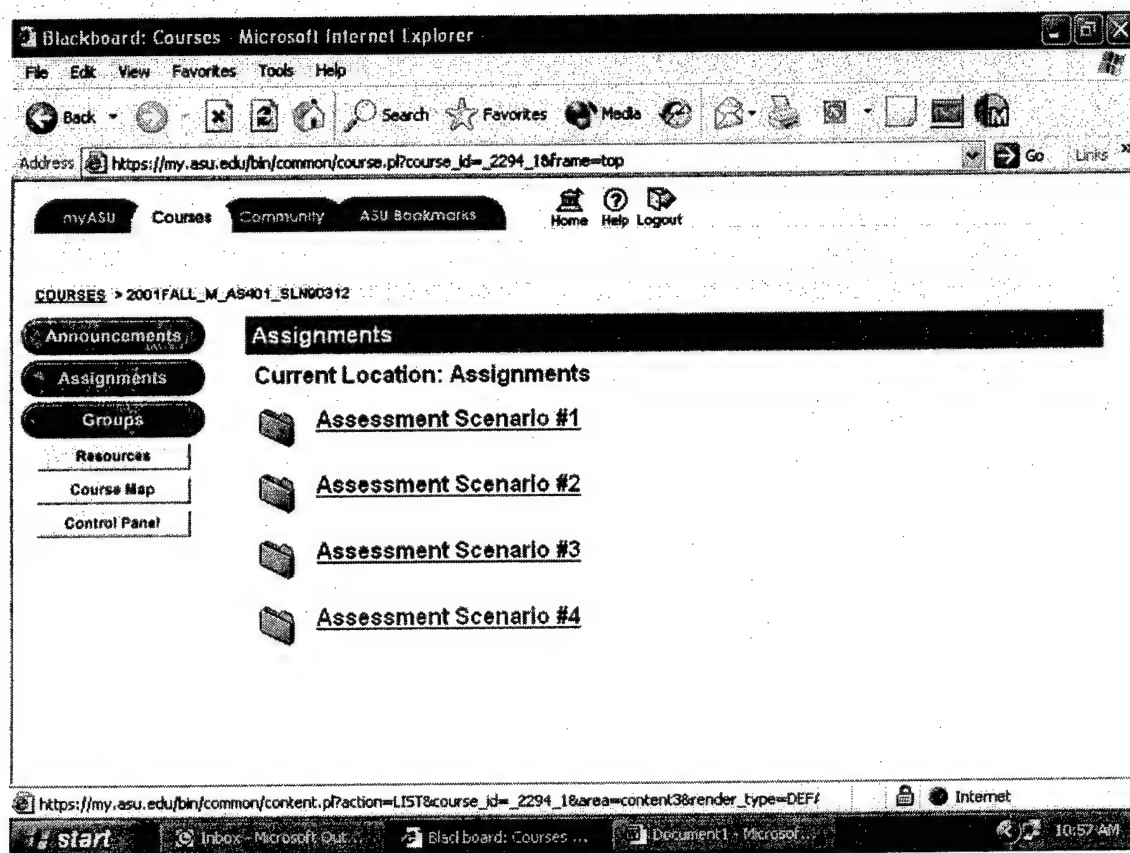 Blackboard: Courses - Microsoft Internet Explorer
File Edit View Favorites Tools Help
Back Search Favorites Media
Address https://my.asu.edu/bin/common/course.pl?course_id=_2294_1&frame=top Go Links »
Home Help Logout
myASU Courses Community ASU Bookmarks
COURSES > 2001FALL_M_AS401_SLN00312
Announcements
Assignments
Groups
Resources
Course Map
Control Panel
Assignments
Current Location: Assignments
Assessment Scenario #1
Assessment Scenario #2
Assessment Scenario #3
Assessment Scenario #4
https://my.asu.edu/bin/common/content.pl?action=LIST&course_id=_2294_1&area=content3&render_type=DEF Internet
start Inbox - Microsoft Out... Blackboard: Courses ... Document1 - Microsof... 10:57 AM